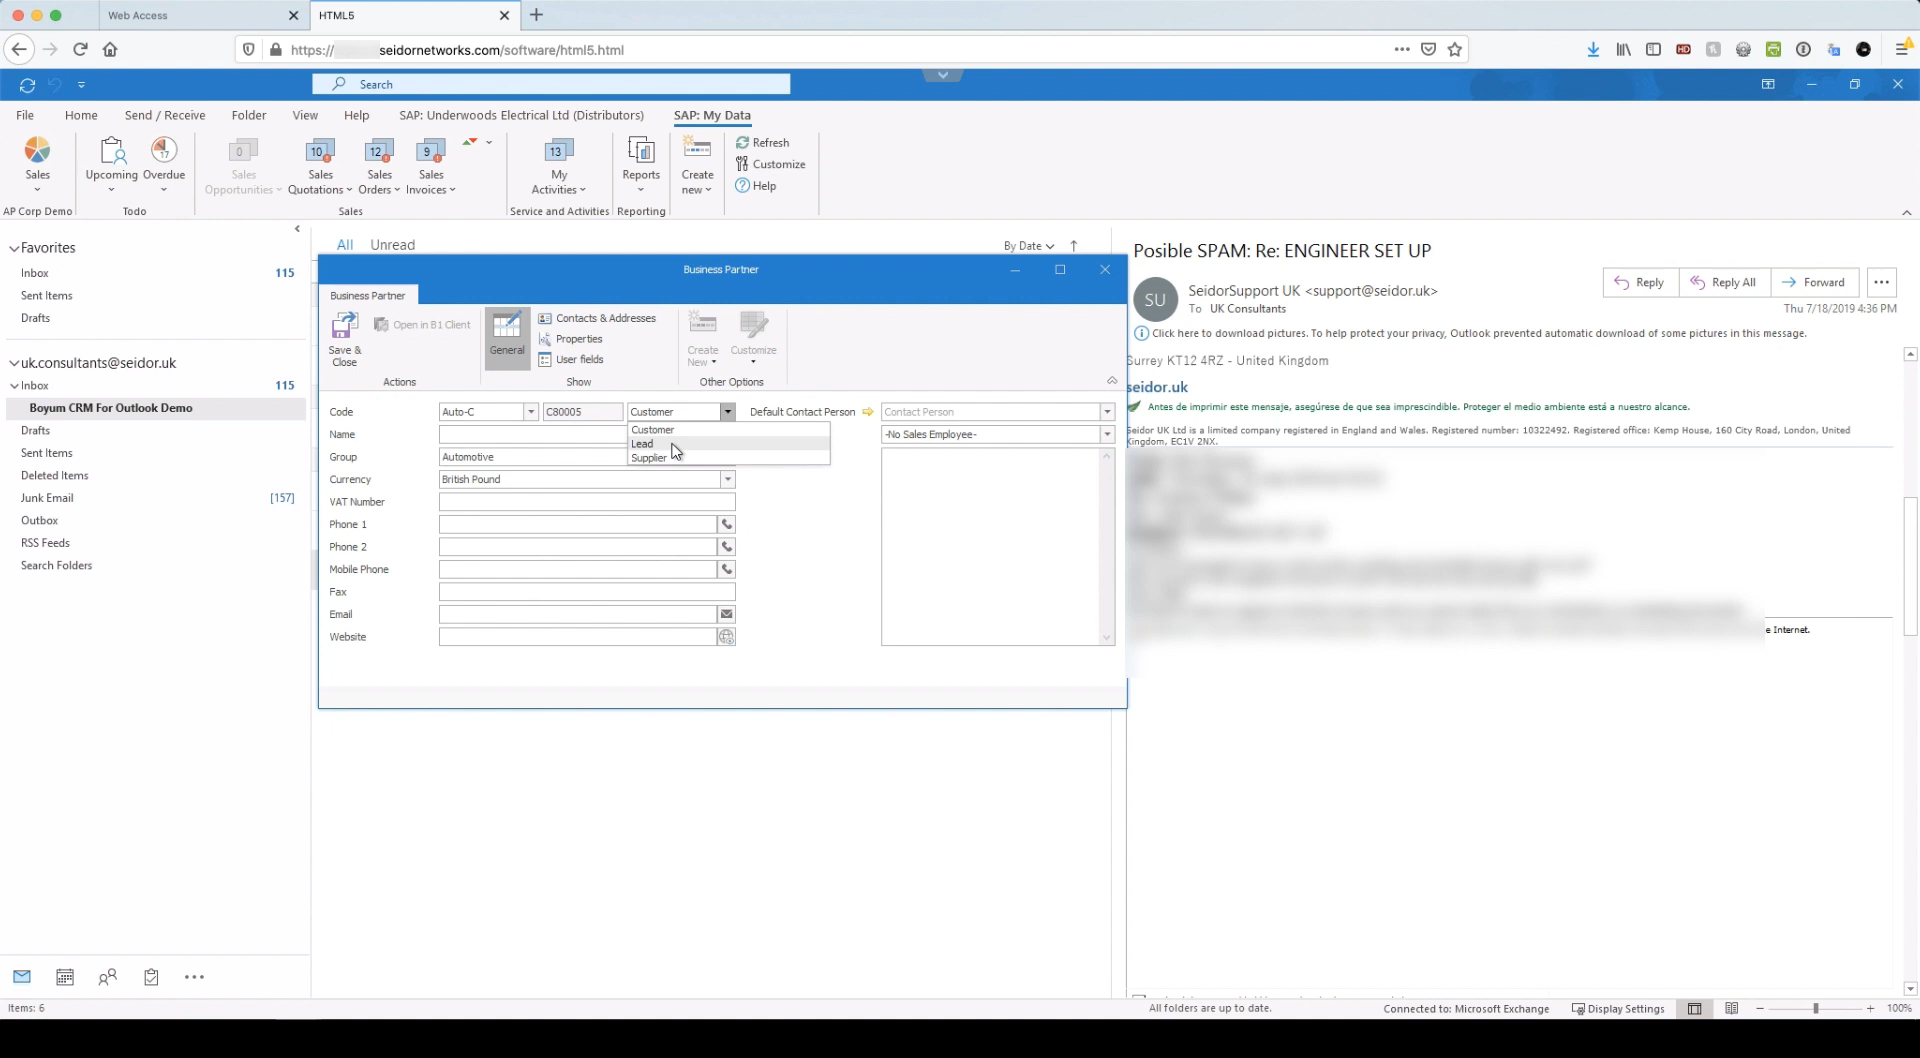 Web Access
HTML5
https://
seidornetworks.com/software/html5.html
HD
Search
File
Home
Send / Receive
Folder
View
Help
SAP: Underwoods Electrical Ltd (Distributors)
SAP: My Data
Sales
AP Corp Demo
Upcoming
17
Overdue
Todo
0
Sales
Opportunities
10
Sales
Quotations
12
Sales
Orders
9
Sales
Invoices
Sales
13
My
Activities
Service and Activities
Reports
Reporting
Create
new
Refresh
Customize
Help
Favorites
Inbox 115
Sent Items
Drafts
uk.consultants@seidor.uk
Inbox 115
Boyum CRM For Outlook Demo
Drafts
Sent Items
Deleted Items
Junk Email [157]
Outbox
RSS Feeds
Search Folders
All
Unread
By Date
Business Partner
Business Partner
Save &
Close
Open in B1 Client
Actions
General
Contacts & Addresses
Properties
User fields
Show
Create
New
Customize
Other Options
Code
Auto-C
C80005
Customer
Default Contact Person
Contact Person
Customer
Lead
Supplier
Name
-No Sales Employee-
Group
Automotive
Currency
British Pound
VAT Number
Phone 1
Phone 2
Mobile Phone
Fax
Email
Website
Posible SPAM: Re: ENGINEER SET UP
SU
SeidorSupport UK <support@seidor.uk>
To UK Consultants
Reply
Reply All
Forward
Thu 7/18/2019 4:36 PM
Click here to download pictures. To help protect your privacy, Outlook prevented automatic download of some pictures in this message.
Surrey KT12 4RZ - United Kingdom
seidor.uk
Antes de imprimir este mensaje, asegúrese de que sea imprescindible. Proteger el medio ambiente está a nuestro alcance.
Seidor UK Ltd is a limited company registered in England and Wales. Registered number: 10322492. Registered office: Kemp House, 160 City Road, London, United
Kingdom, EC1V 2NX.
e Internet.
Items: 6
All folders are up to date.
Connected to: Microsoft Exchange
Display Settings
100%